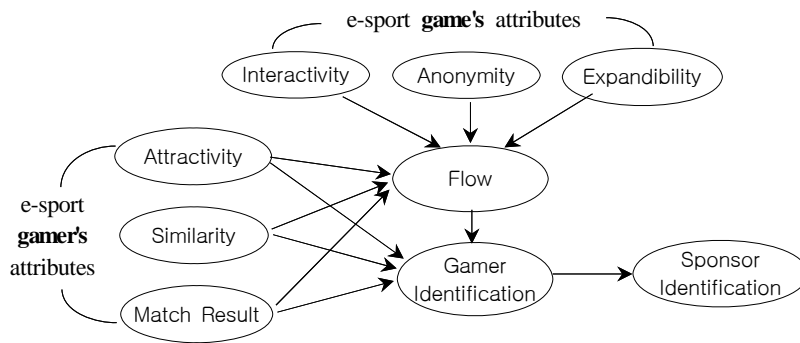 e-sport game's attributes
Interactivity
Anonymity
Expandibility
Attractivity
Flow
e-sport
gamer's
attributes
Similarity
Gamer
Identification
Sponsor
Identification
Match Result